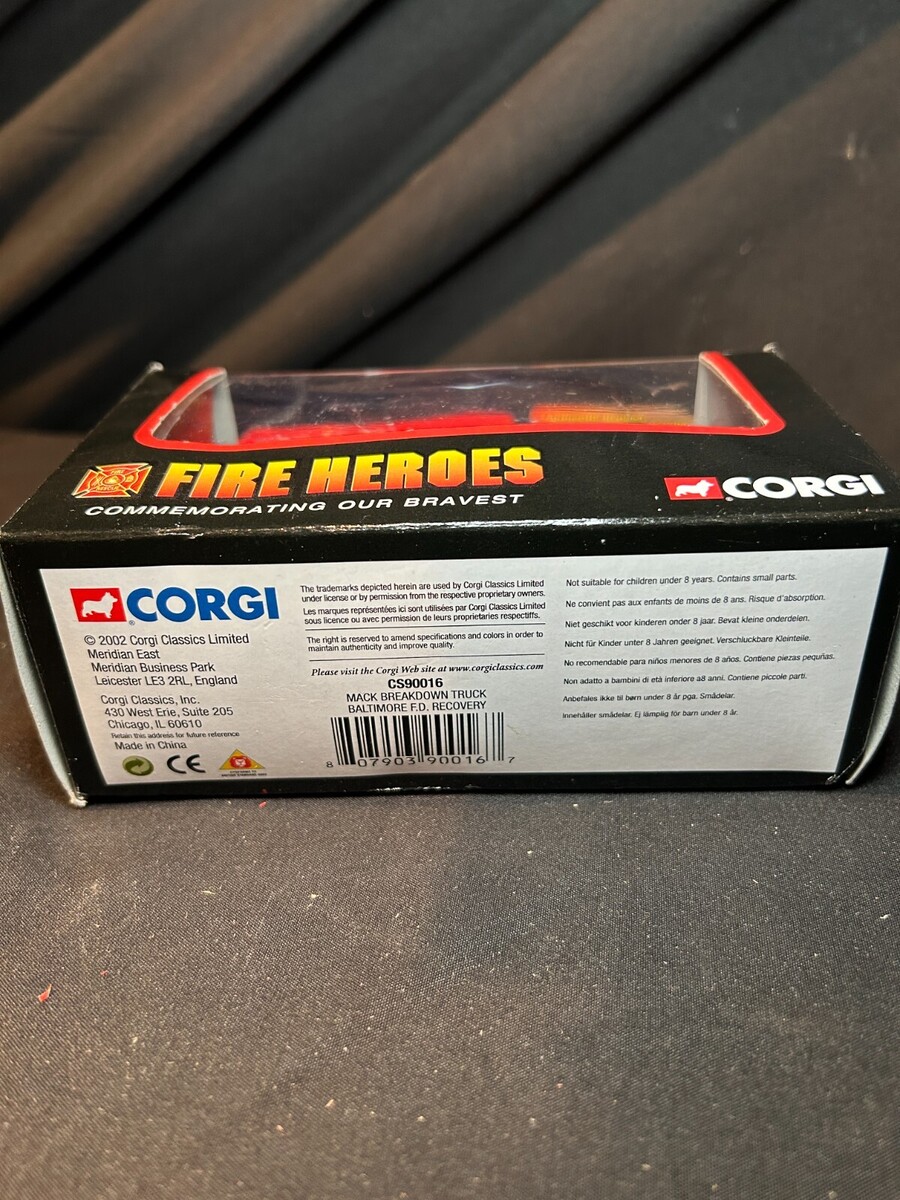 FIRE HEROES
COMMEMORATING OUR BRAVEST
CORGI
CORGI
© 2002 Corgi Classics Limited
Meridian East
Meridian Business Park
Leicester LE3 2RL, England
Corgi Classics, Inc.
430 West Erie, Suite 205
Chicago, IL 60610
Retain this address for future reference
Made in China
CE
The trademarks depicted herein are used by Corgi Classics Limited
under license or by permission from the respective proprietary owners.
Les marques représentées ici sont utilisées par Corgi Classics Limited
sous licence ou avec permission de leurs proprietaries respectifs.
The right is reserved to amend specifications and colors in order to
maintain authenticity and improve quality.
Please visit the Corgi Web site at www.corgiclassics.com
CS90016
MACK BREAKDOWN TRUCK
BALTIMORE F.D. RECOVERY
8 07903 90016 7
Not suitable for children under 8 years. Contains small parts.
Ne convient pas aux enfants de moins de 8 ans. Risque d'absorption.
Niet geschikt voor kinderen onder 8 jaar. Bevat kleine onderdelen.
Nicht für Kinder unter 8 Jahren geeignet. Verschluckbare Kleinteile.
No recomendable para niños menores de 8 años. Contiene piezas pequñas.
Non adatto a bambini di età inferiore a8 anni. Contiene piccole parti.
Anbefales ikke til børn under 8 år pga. Smådelar.
Innehåller smådelar. Ej lämplig för barn under 8 år.